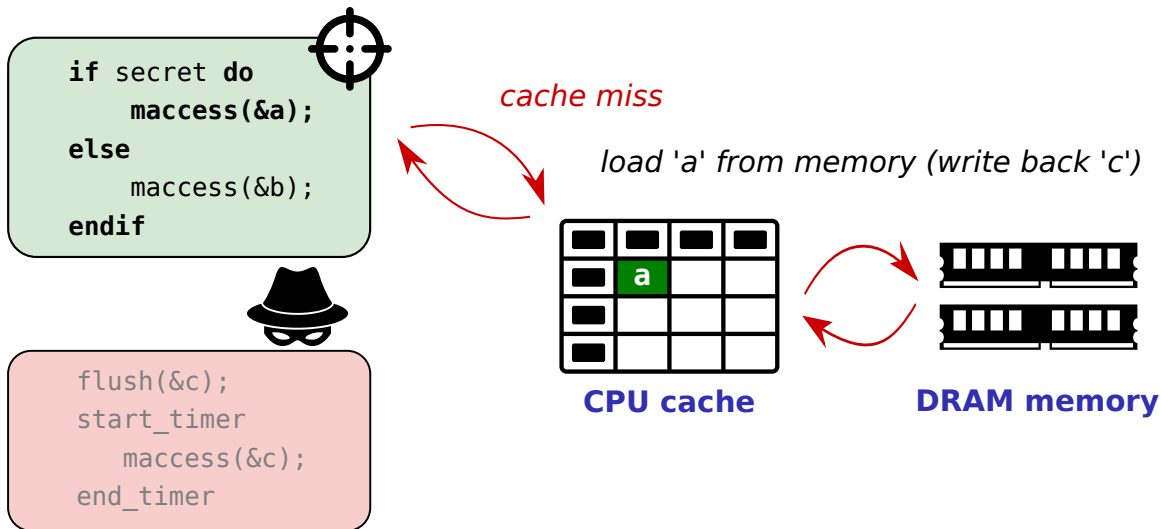 if secret do
maccess(&a);
else
maccess(&b);
endif
cache miss
load 'a' from memory (write back 'c')
a
CPU cache
DRAM memory
flush(&c);
start_timer
maccess(&c);
end_timer